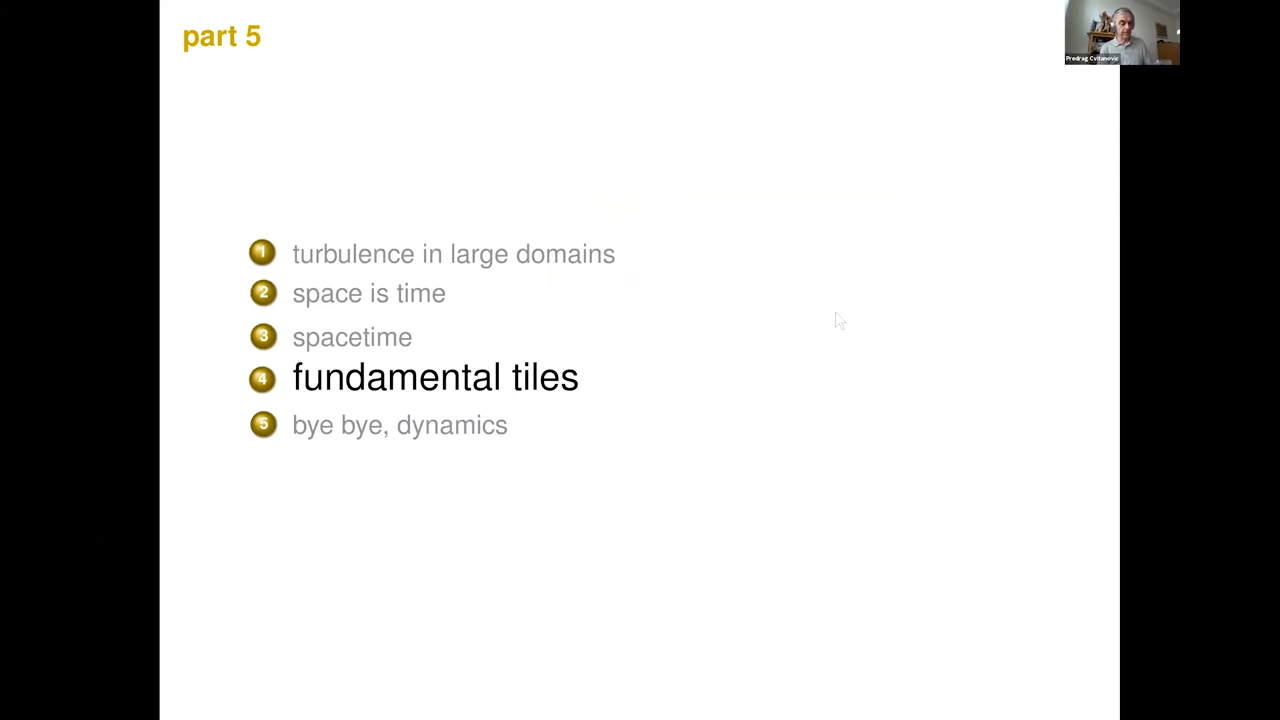 part 5
Predrag Cvitanovic
1 turbulence in large domains
2 space is time
3 spacetime
4 fundamental tiles
5 bye bye, dynamics